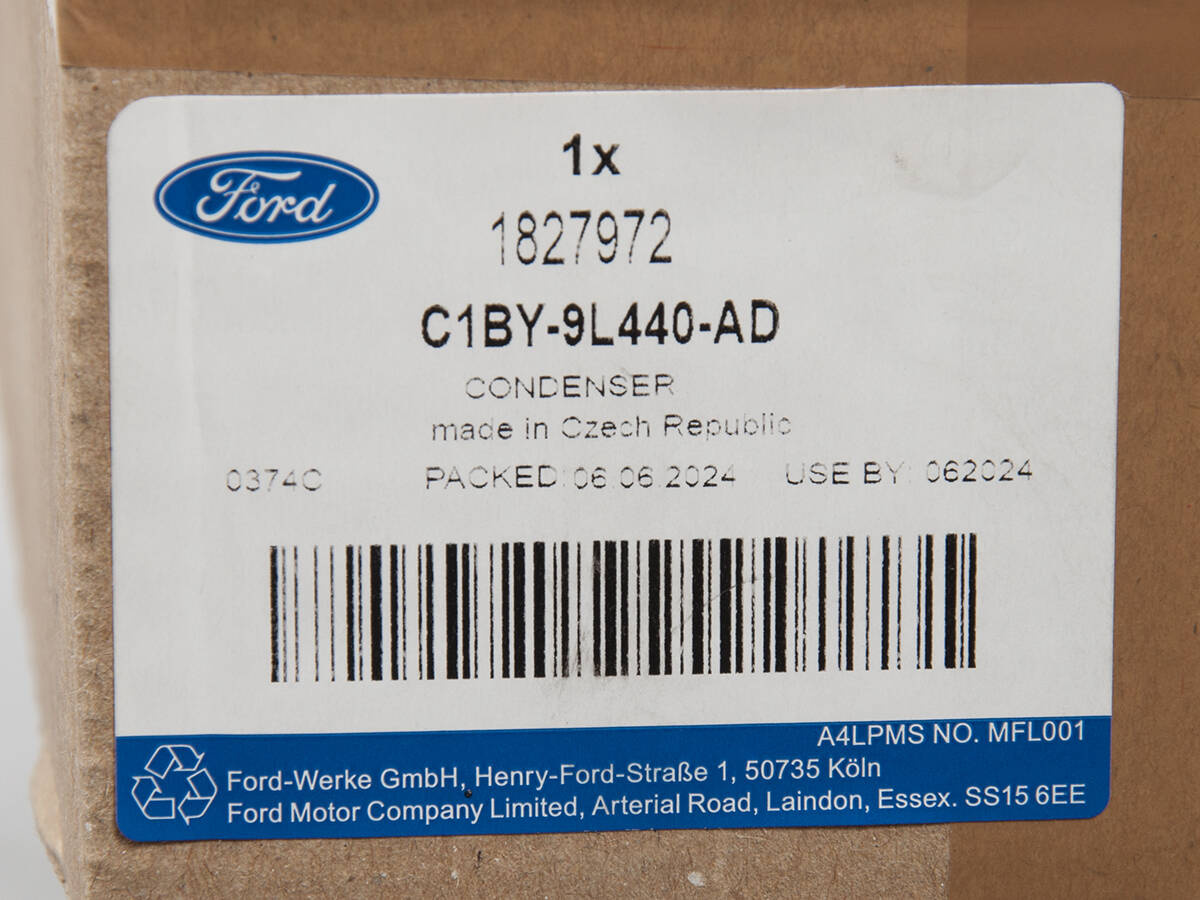 Ford
1x
1827972
C1BY-9L440-AD
CONDENSER
made in Czech Republic
0374C PACKED: 06.06.2024 USE BY: 062024
A4LPMS NO. MFL001
Ford-Werke GmbH, Henry-Ford-Straße 1, 50735 Köln
Ford Motor Company Limited, Arterial Road, Laindon, Essex. SS15 6EE